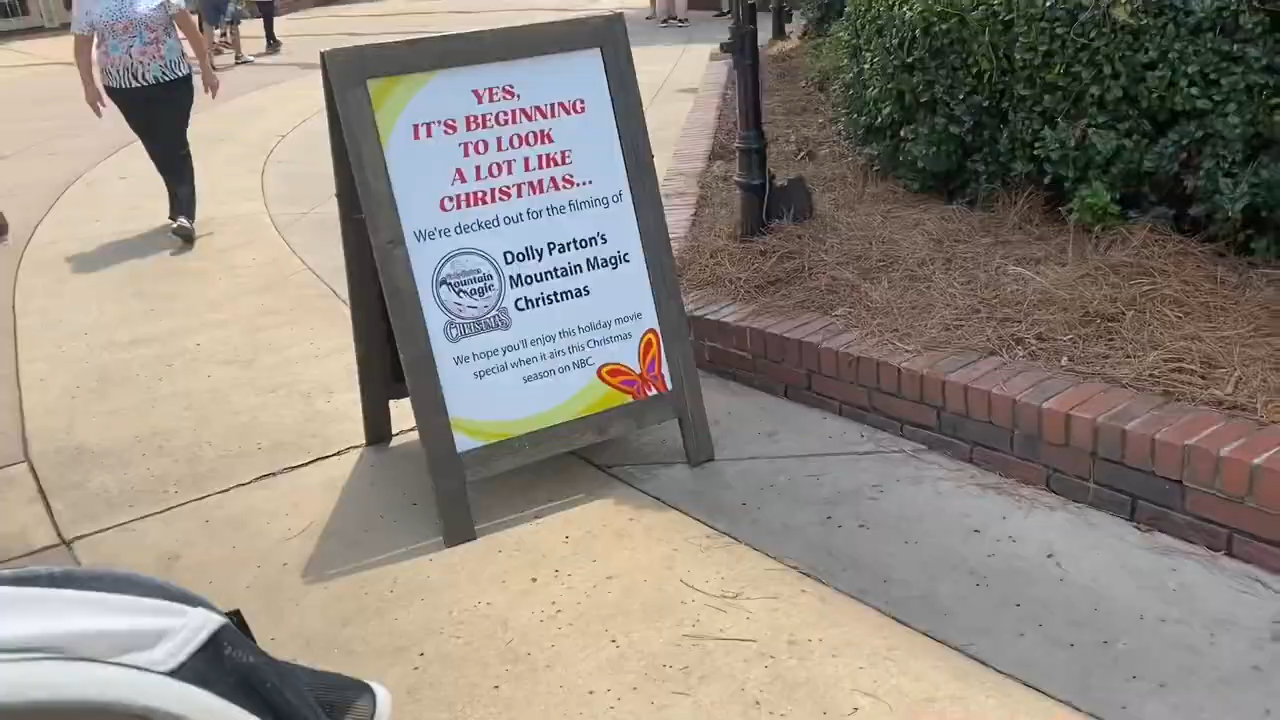 YES,
IT'S BEGINNING
TO LOOK
A LOT LIKE
CHRISTMAS...
We're decked out for the filming of
Mountain
Magic
CHRISTMAS
Dolly Parton's
Mountain Magic
Christmas
We hope you'll enjoy this holiday movie
special when it airs this Christmas
season on NBC.